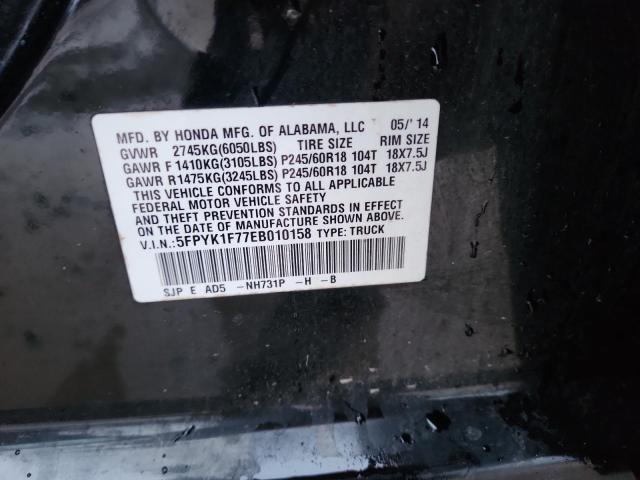 MFD. BY HONDA MFG. OF ALABAMA, LLC 05/'14
GVWR 2745KG(6050LBS) TIRE SIZE RIM SIZE
GAWR F 1410KG(3105LBS) P245/60R18 104T 18X7.5J
GAWR R1475KG(3245LBS) P245/60R18 104T 18X7.5J
THIS VEHICLE CONFORMS TO ALL APPLICABLE
FEDERAL MOTOR VEHICLE SAFETY
AND THEFT PREVENTION STANDARDS IN EFFECT
ON THE DATE OF MANUFACTURE SHOWN ABOVE.
V.I.N.:5FPYK1F77EB010158 TYPE: TRUCK
SJP E AD5 -NH731P -H -B